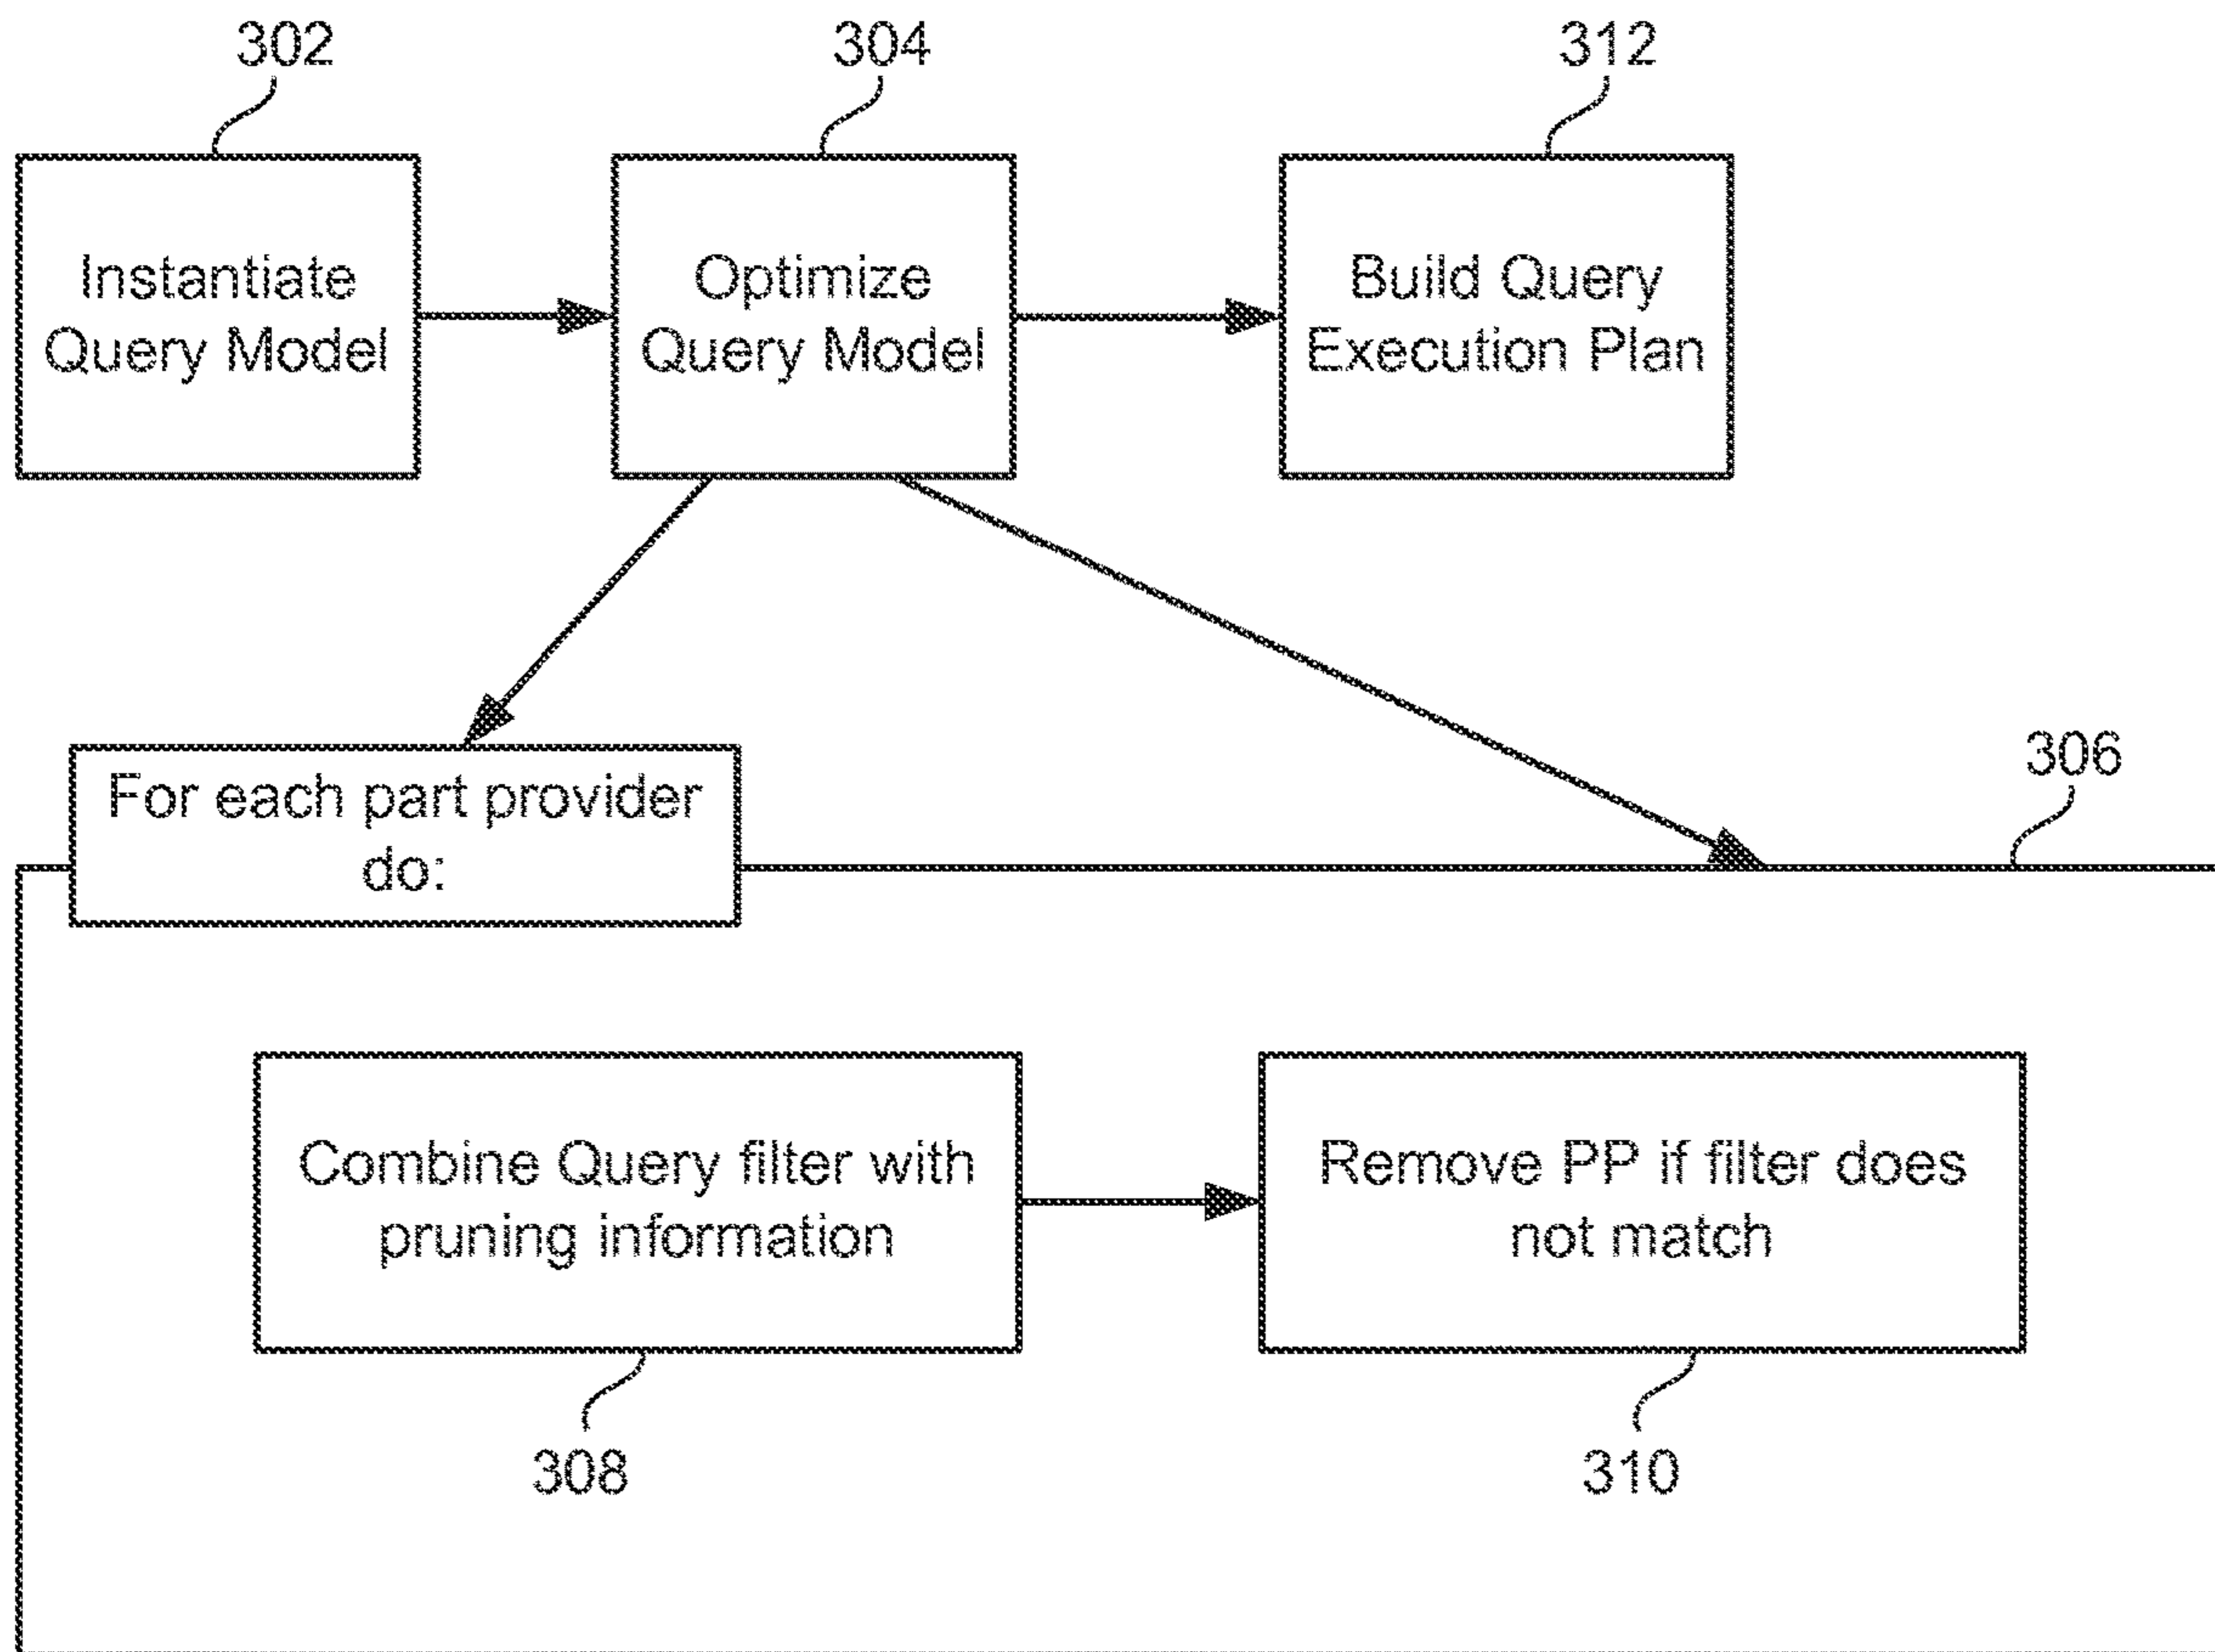 302
304
312
Instantiate
Query Model
Optimize
Query Model
Build Query
Execution Plan
For each part provider
do:
306
Combine Query filter with
pruning information
Remove PP if filter does
not match
308
310